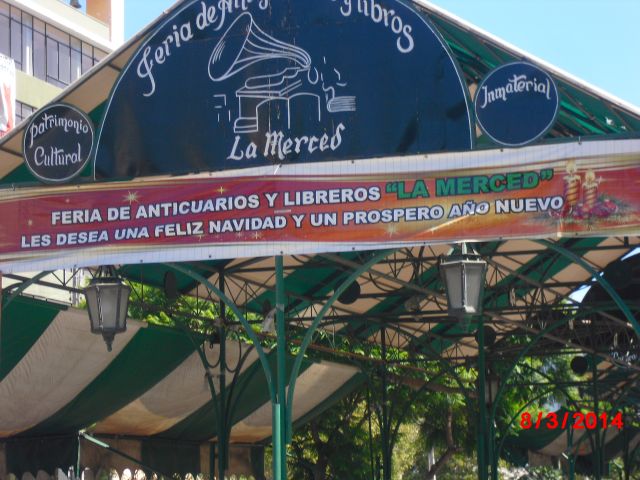 Feria de y libros
La Merced
Patrimonio
Cultural
Inmaterial
FERIA DE ANTICUARIOS Y LIBREROS "LA MERCED"
LES DESEA UNA FELIZ NAVIDAD Y UN PROSPERO AÑO NUEVO
8/3/2014